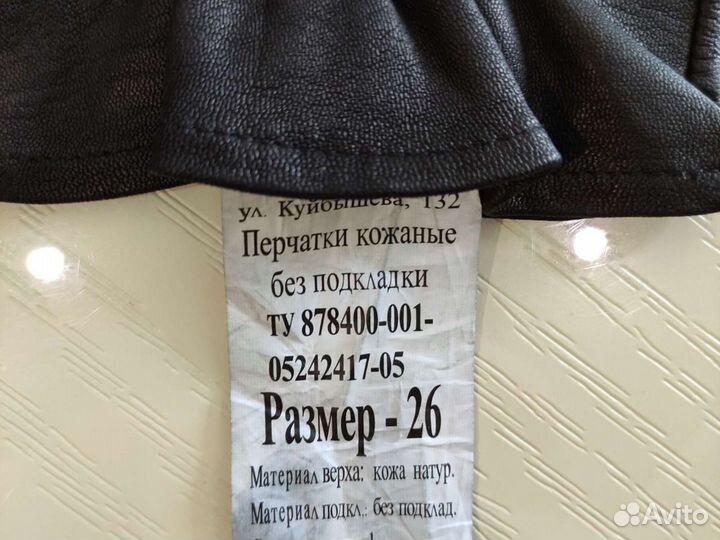 ул. Куйбышева, 132
Перчатки кожаные
без подкладки
ТУ 878400-001-
05242417-05
Размер - 26
Материал верха: кожа натур.
Материал подкл.: без подклад.
Avito